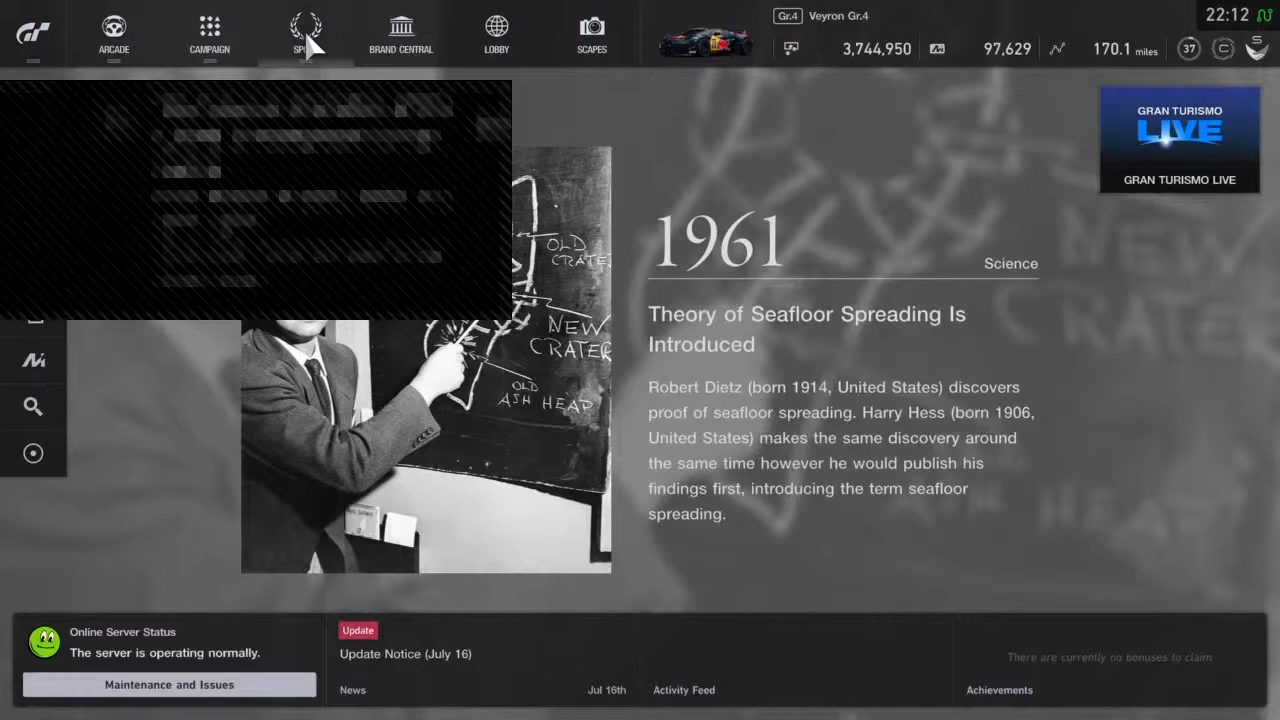 Gr.4 Veyron Gr.4
22:12
ARCADE
CAMPAIGN
BRAND CENTRAL
LOBBY
SCAPES
3,744,950
97,629
170.1 miles
37
C
S
GRAN TURISMO
LIVE
GRAN TURISMO LIVE
OLD
CRATE
NEW
CRATER
OLD
ASH HEAP
1961
Science
Theory of Seafloor Spreading Is
Introduced
Robert Dietz (born 1914, United States) discovers
proof of seafloor spreading. Harry Hess (born 1906,
United States) makes the same discovery around
the same time however he would publish his
findings first, introducing the term seafloor
spreading.
Online Server Status
The server is operating normally.
Maintenance and Issues
Update
Update Notice (July 16)
News
Jul 16th
Activity Feed
There are currently no bonuses to claim
Achievements